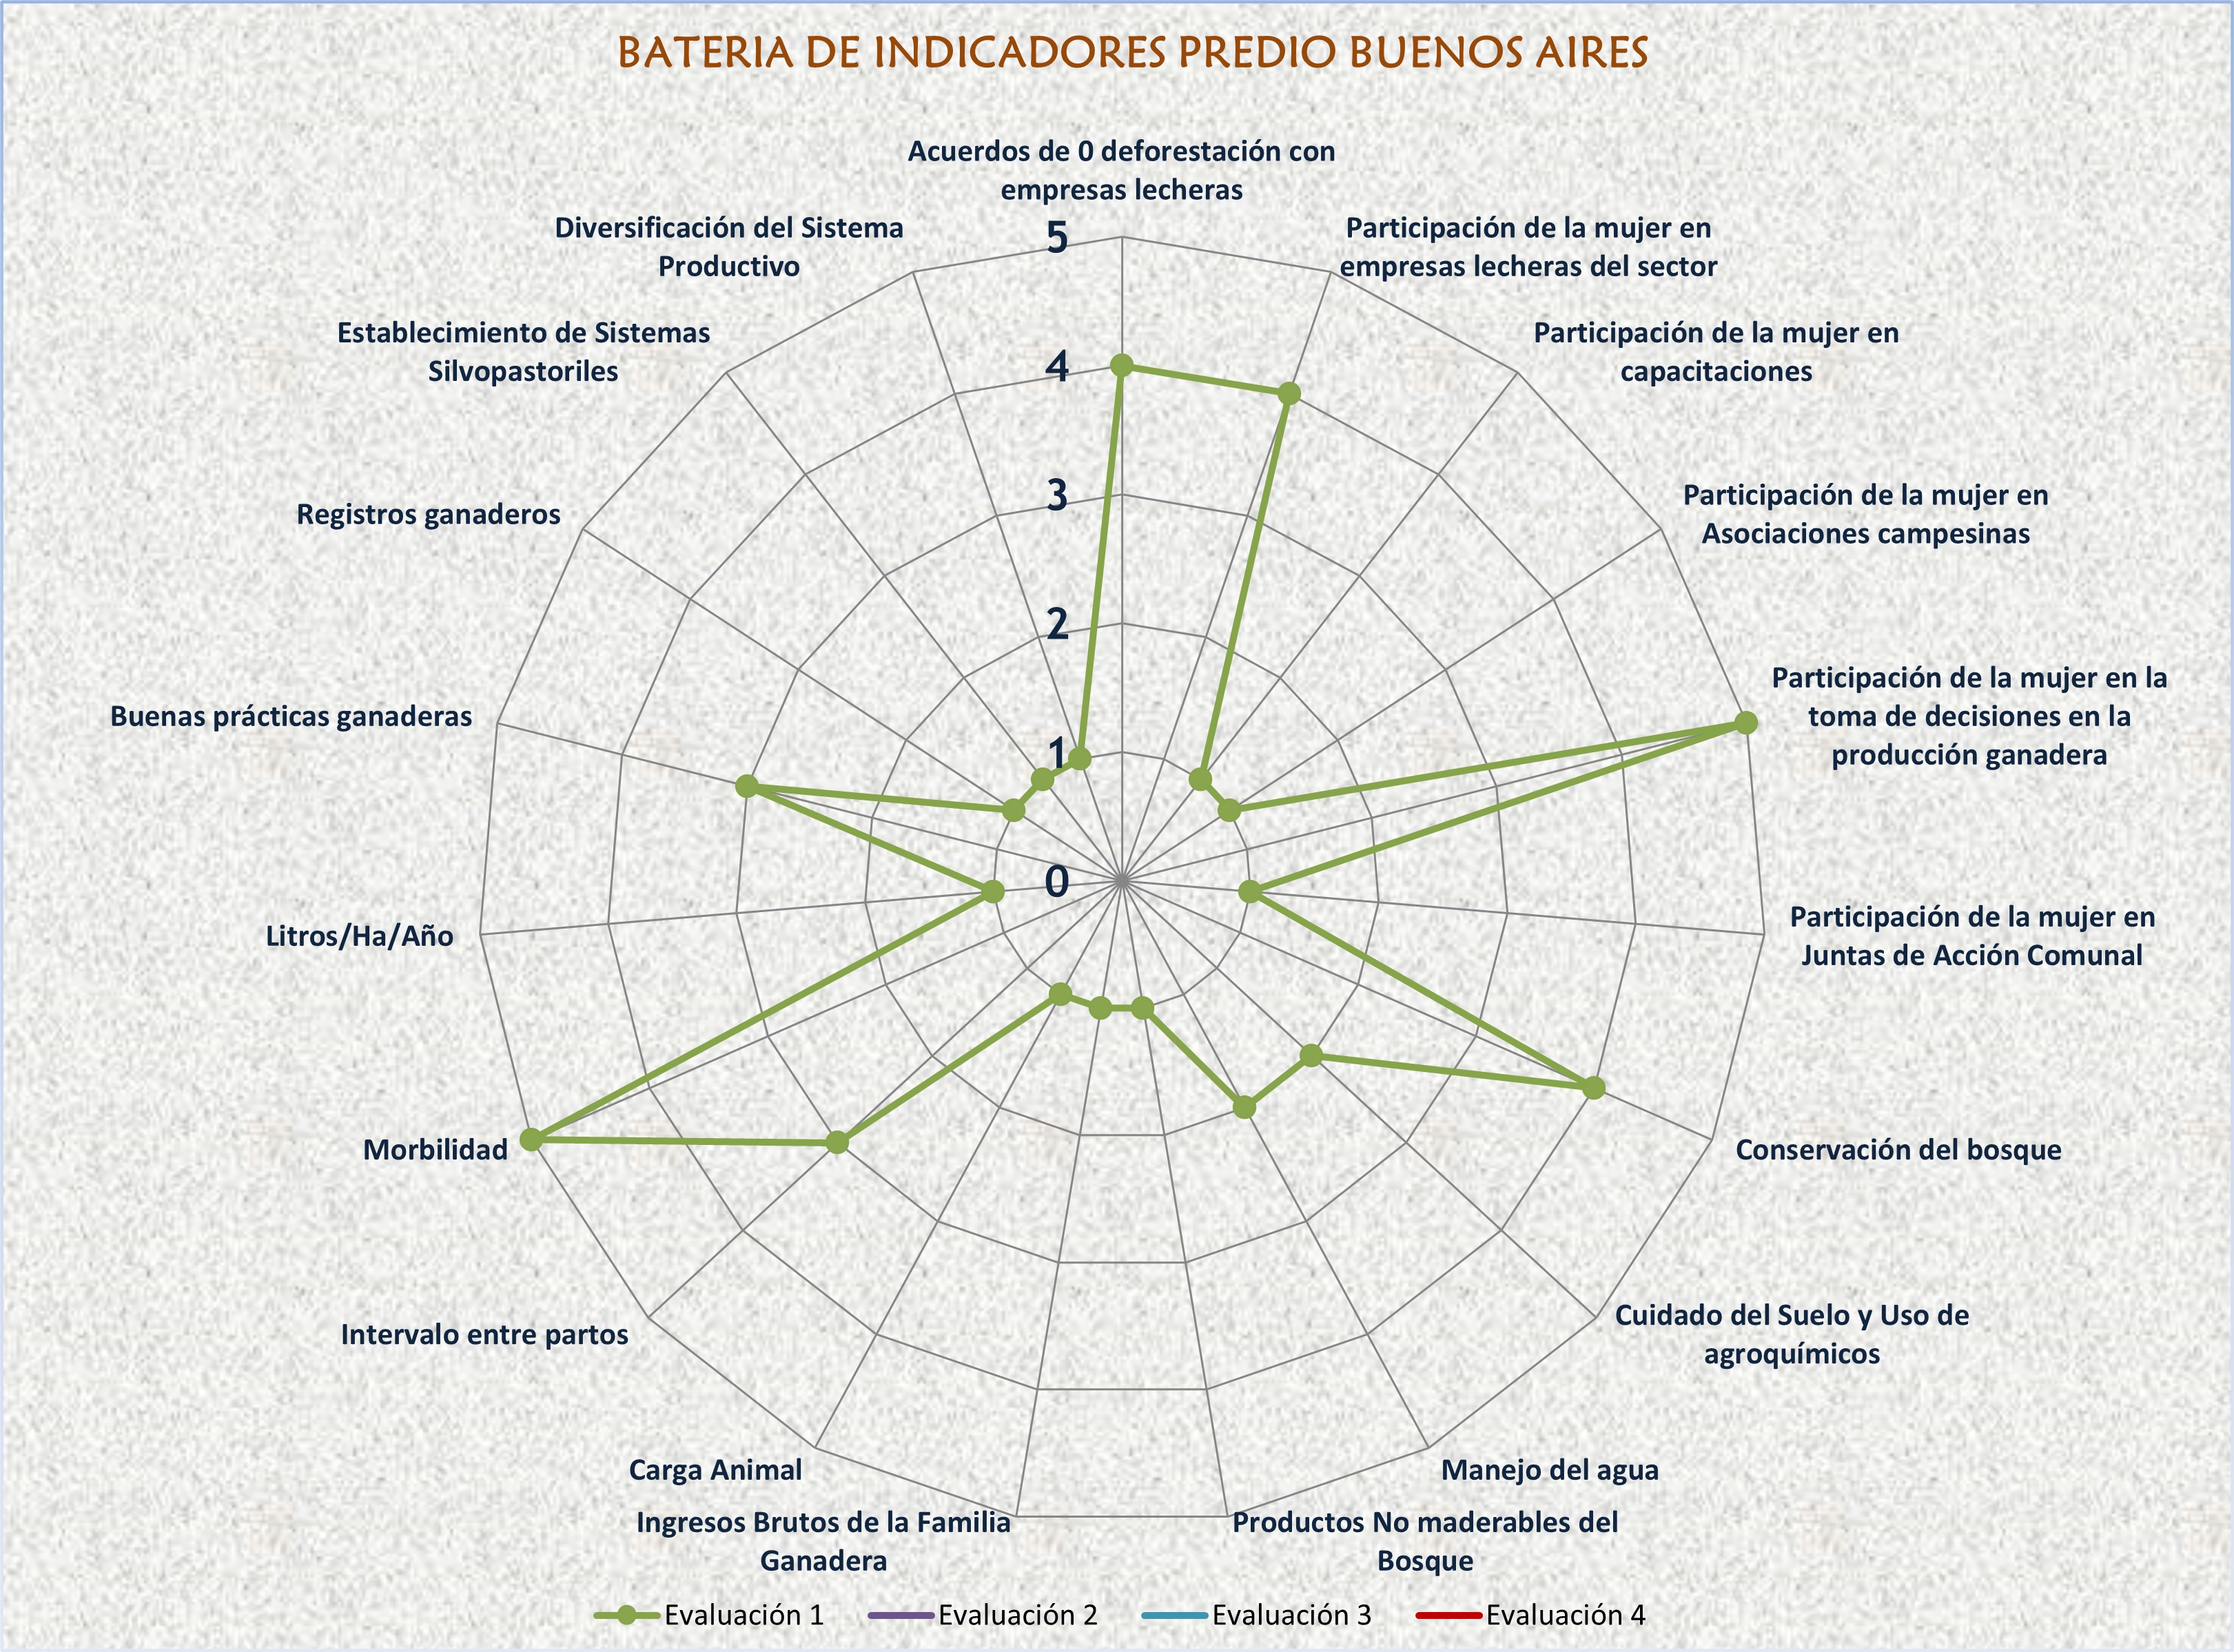 BATERIA DE INDICADORES PREDIO BUENOS AIRES
Acuerdos de 0 deforestación con
empresas lecheras
Participación de la mujer en
empresas lecheras del sector
Participación de la mujer en
capacitaciones
Participación de la mujer en
Asociaciones campesinas
Participación de la mujer en la
toma de decisiones en la
producción ganadera
Participación de la mujer en
Juntas de Acción Comunal
Conservación del bosque
Cuidado del Suelo y Uso de
agroquímicos
Manejo del agua
Productos No maderables del
Bosque
Ingresos Brutos de la Familia
Ganadera
Carga Animal
Intervalo entre partos
Morbilidad
Litros/Ha/Año
Buenas prácticas ganaderas
Registros ganaderos
Establecimiento de Sistemas
Silvopastoriles
Diversificación del Sistema
Productivo
5
4
3
2
1
0
Evaluación 1
Evaluación 2
Evaluación 3
Evaluación 4